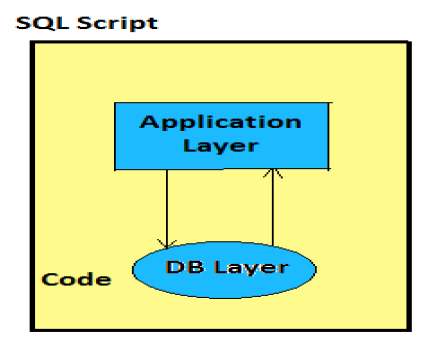 SQL Script
Application
Layer
DB Layer
Code